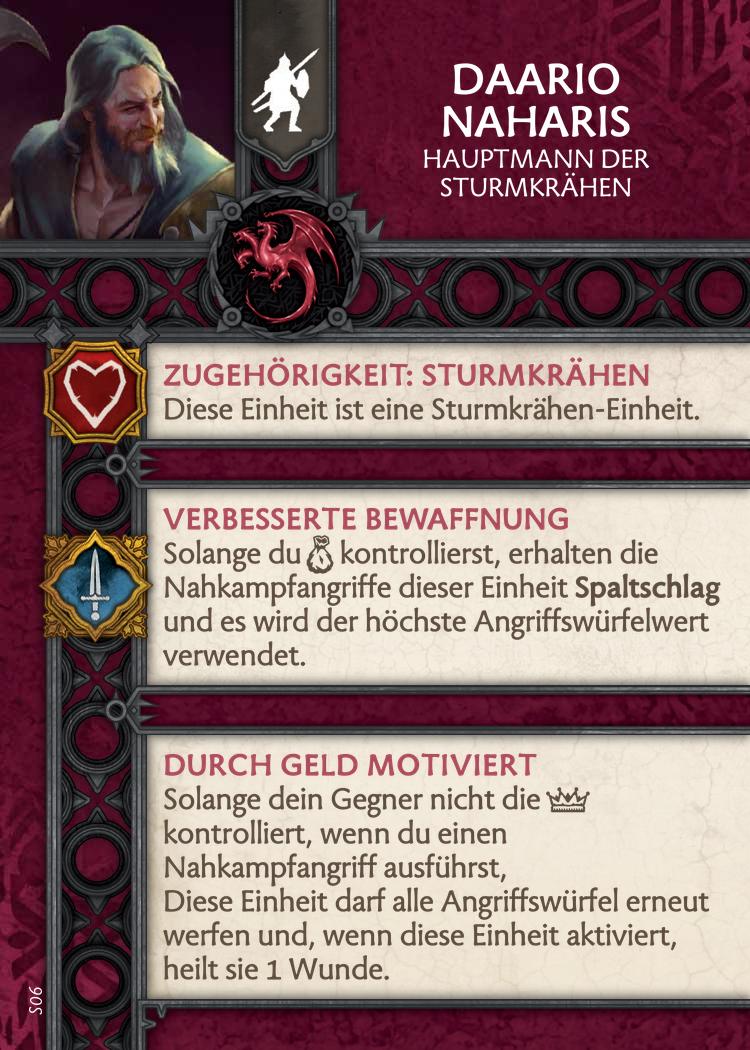 DAARIO
NAHARIS
HAUPTMANN DER
STURMKRÄHEN
ZUGEHÖRIGKEIT: STURMKRÄHEN
Diese Einheit ist eine Sturmkrähen-Einheit.
VERBESSERTE BEWAFFNUNG
Solange du kontrollierst, erhalten die
Nahkampfangriffe dieser Einheit Spaltschlag
und es wird der höchste Angriffswürfelwert
verwendet.
DURCH GELD MOTIVIERT
Solange dein Gegner nicht die
kontrolliert, wenn du einen
Nahkampfangriff ausführst,
Diese Einheit darf alle Angriffswürfel erneut
werfen und, wenn diese Einheit aktiviert,
heilt sie 1 Wunde.
S06